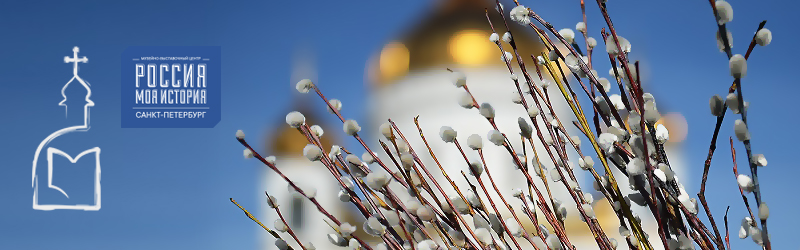 МУЗЕЙНО-ВЫСТАВОЧНЫЙ ЦЕНТР
РОССИЯ
МОЯ ИСТОРИЯ
САНКТ-ПЕТЕРБУРГ